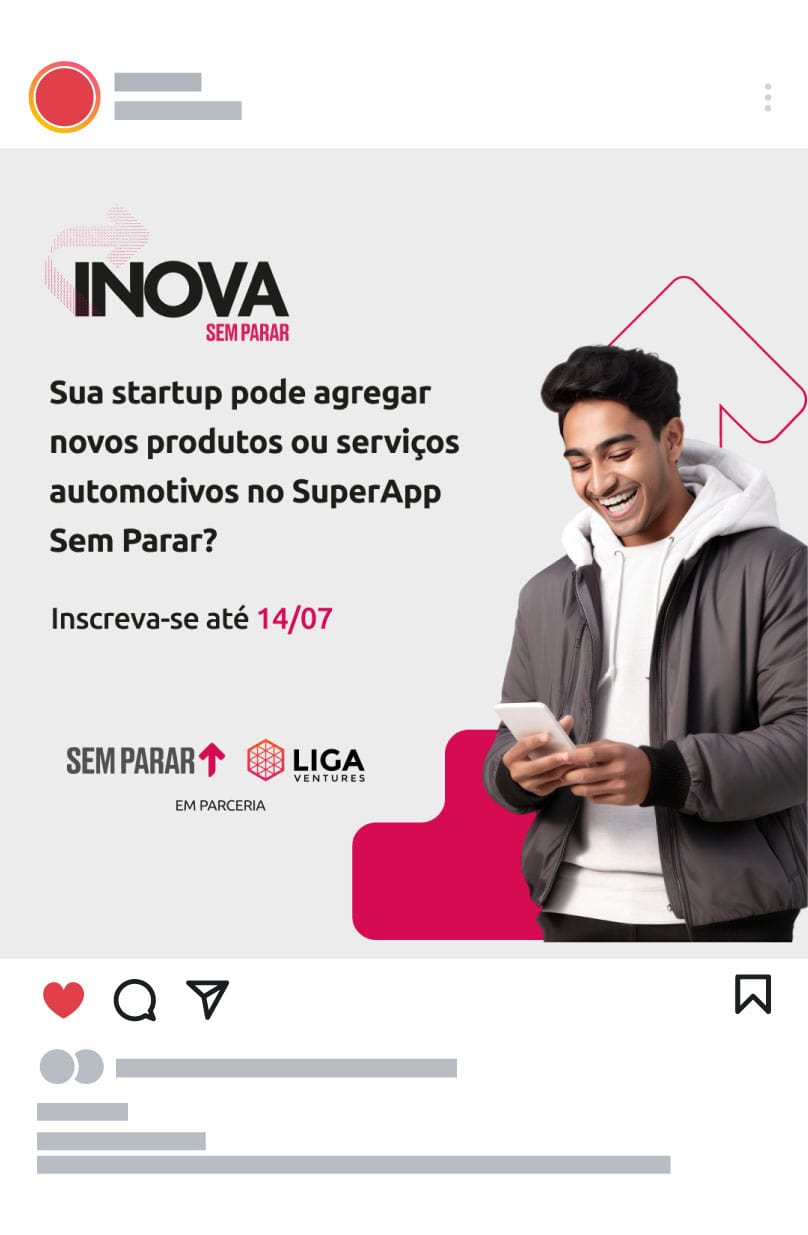 INOVA
SEM PARAR
Sua startup pode agregar
novos produtos ou serviços
automotivos no SuperApp
Sem Parar?
Inscreva-se até 14/07
SEM PARAR LIGA
VENTURES
EM PARCERIA